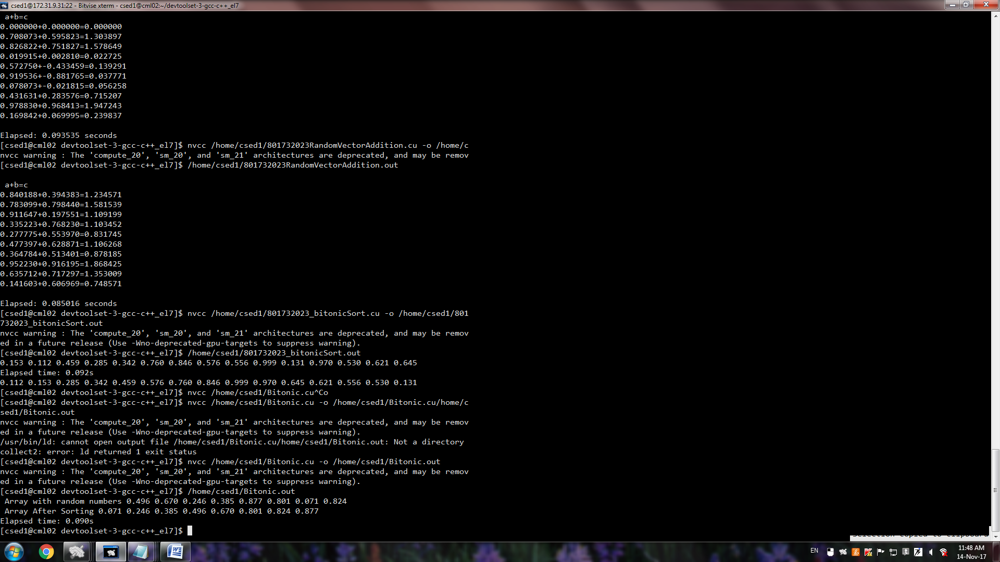 csed1@172.31.9.31:22 - Bitvise xterm - csed1@cml02:~/devtoolset-3-gcc-c++_el7
a+b=c
0.000000+0.000000=0.000000
0.708073+0.595823=1.303897
0.826822+0.751827=1.578649
0.019915+0.002810=0.022725
0.572750+-0.433459=0.139291
0.919536+-0.881765=0.037771
0.078073+-0.021815=0.056258
0.431631+0.283576=0.715207
0.978830+0.968413=1.947243
0.169842+0.069995=0.239837
Elapsed: 0.093535 seconds
[csed1@cml02 devtoolset-3-gcc-c++_el7]$ nvcc /home/csed1/801732023RandomVectorAddition.cu -o /home/c
nvcc warning : The 'compute_20', 'sm_20', and 'sm_21' architectures are deprecated, and may be remov
[csed1@cml02 devtoolset-3-gcc-c++_el7]$ /home/csed1/801732023RandomVectorAddition.out
a+b=c
0.840188+0.394383=1.234571
0.783099+0.798440=1.581539
0.911647+0.197551=1.109199
0.335223+0.768230=1.103452
0.277775+0.553970=0.831745
0.477397+0.628871=1.106268
0.364784+0.513401=0.878185
0.952230+0.916195=1.868425
0.635712+0.717297=1.353009
0.141603+0.606969=0.748571
Elapsed: 0.085016 seconds
[csed1@cml02 devtoolset-3-gcc-c++_el7]$ nvcc /home/csed1/801732023_bitonicSort.cu -o /home/csed1/801
732023_bitonicSort.out
nvcc warning : The 'compute_20', 'sm_20', and 'sm_21' architectures are deprecated, and may be remov
ed in a future release (Use -Wno-deprecated-gpu-targets to suppress warning).
[csed1@cml02 devtoolset-3-gcc-c++_el7]$ /home/csed1/801732023_bitonicSort.out
0.153 0.112 0.459 0.285 0.342 0.760 0.846 0.576 0.556 0.999 0.131 0.970 0.530 0.621 0.645
Elapsed time: 0.092s
0.112 0.153 0.285 0.342 0.459 0.576 0.760 0.846 0.999 0.970 0.645 0.621 0.556 0.530 0.131
[csed1@cml02 devtoolset-3-gcc-c++_el7]$ nvcc /home/csed1/Bitonic.cu^Co
[csed1@cml02 devtoolset-3-gcc-c++_el7]$ nvcc /home/csed1/Bitonic.cu -o /home/csed1/Bitonic.cu/home/c
sed1/Bitonic.out
nvcc warning : The 'compute_20', 'sm_20', and 'sm_21' architectures are deprecated, and may be remov
ed in a future release (Use -Wno-deprecated-gpu-targets to suppress warning).
/usr/bin/ld: cannot open output file /home/csed1/Bitonic.cu/home/csed1/Bitonic.out: Not a directory
collect2: error: ld returned 1 exit status
[csed1@cml02 devtoolset-3-gcc-c++_el7]$ nvcc /home/csed1/Bitonic.cu -o /home/csed1/Bitonic.out
nvcc warning : The 'compute_20', 'sm_20', and 'sm_21' architectures are deprecated, and may be remov
ed in a future release (Use -Wno-deprecated-gpu-targets to suppress warning).
[csed1@cml02 devtoolset-3-gcc-c++_el7]$ /home/csed1/Bitonic.out
Array with random numbers 0.496 0.670 0.246 0.385 0.877 0.801 0.071 0.824
Array After Sorting 0.071 0.246 0.385 0.496 0.670 0.801 0.824 0.877
Elapsed time: 0.090s
[csed1@cml02 devtoolset-3-gcc-c++_el7]$
Selection copied to clipboard
EN
11:48 AM
14-Nov-17